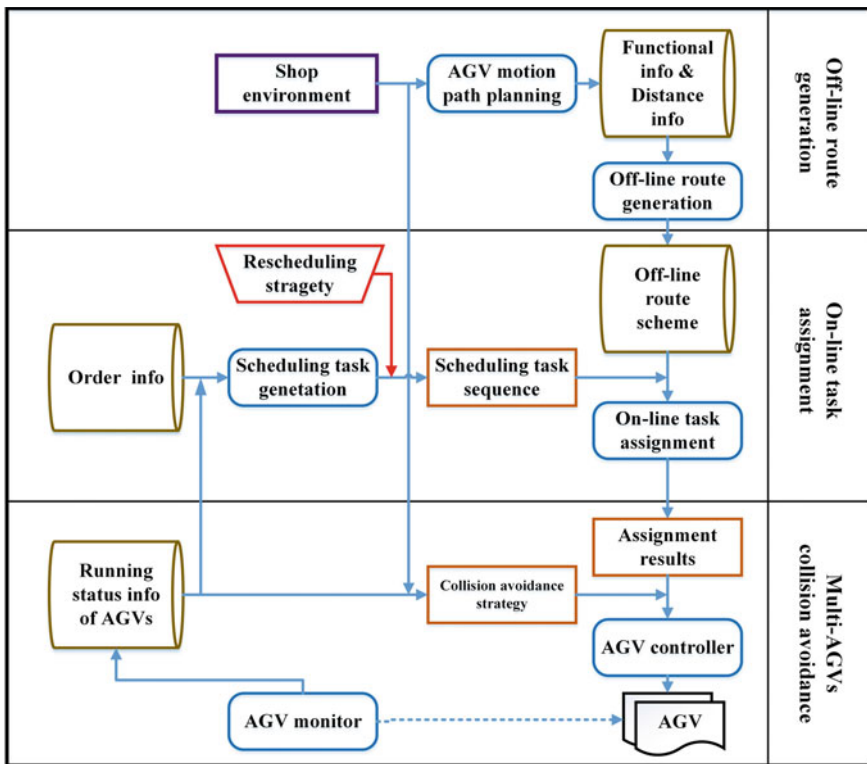 Shop
environment
AGV motion
path planning
Functional
info &
Distance
info
Off-line route
generation
Off-line route
generation
Rescheduling
stragety
Off-line
route
scheme
Order info
Scheduling task
genetation
Scheduling task
sequence
On-line task
assignment
On-line task
assignment
Running
status info
of AGVs
Collision avoidance
strategy
Assignment
results
AGV controller
AGV monitor
AGV
Multi-AGVs
collision avoidance